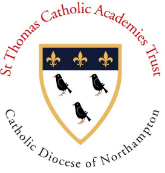 St Thomas Catholic Academies Trust
Catholic Diocese of Northampton